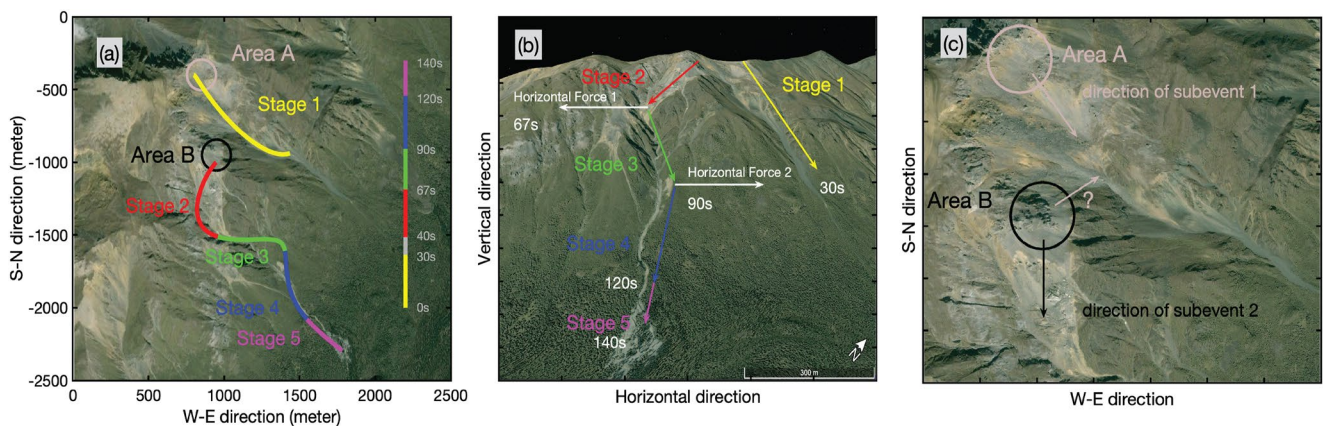 (a)
Area A
Stage 1
Area B
Stage 2
Stage 3
Stage 4
Stage 5
140s
120s
90s
67s
40s
30s
0s
0
-500
-1000
-1500
-2000
-2500
S-N direction (meter)
0
500
1000
1500
2000
2500
W-E direction (meter)
(b)
Stage 2
Stage 1
Horizontal Force 1
67s
Stage 3
Horizontal Force 2
30s
90s
Stage 4
120s
Stage 5
140s
N
300 m
Vertical direction
Horizontal direction
(c)
Area A
direction of subevent 1
Area B
?
direction of subevent 2
S-N direction
W-E direction